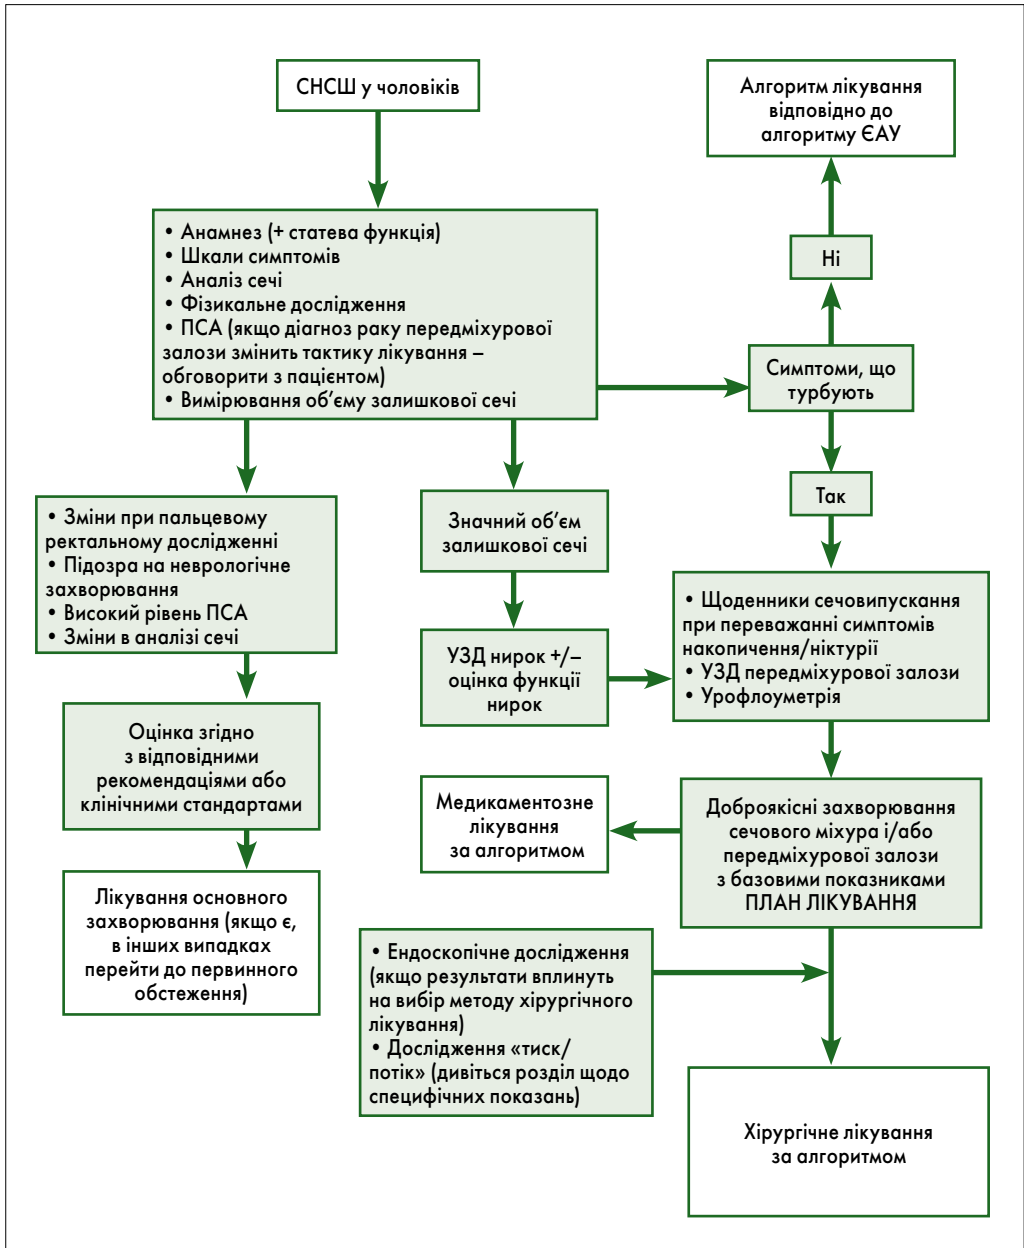 СНСШ у чоловіків
Алгоритм лікування
відповідно до
алгоритму ЄАУ
• Анамнез (+ статева функція)
• Шкали симптомів
• Аналіз сечі
• Фізикальне дослідження
• ПСА (якщо діагноз раку передміхурової
залози змінить тактику лікування –
обговорити з пацієнтом)
• Вимірювання об’єму залишкової сечі
Ні
Симптоми, що
турбують
Так
• Зміни при пальцевому
ректальному дослідженні
• Підозра на неврологічне
захворювання
• Високий рівень ПСА
• Зміни в аналізі сечі
Значний об’єм
залишкової сечі
УЗД нирок +/–
оцінка функції
нирок
• Щоденники сечовипускання
при переважанні симптомів
накопичення/ніктурії
• УЗД передміхурової залози
• Урофлоуметрія
Оцінка згідно
з відповідними
рекомендаціями або
клінічними стандартами
Медикаментозне
лікування
за алгоритмом
Доброякісні захворювання
сечового міхура і/або
передміхурової залози
з базовими показниками
ПЛАН ЛІКУВАННЯ
Лікування основного
захворювання (якщо є,
в інших випадках
перейти до первинного
обстеження)
• Ендоскопічне дослідження
(якщо результати вплинуть
на вибір методу хірургічного
лікування)
• Дослідження «тиск/
потік» (дивіться розділ щодо
специфічних показань)
Хірургічне лікування
за алгоритмом